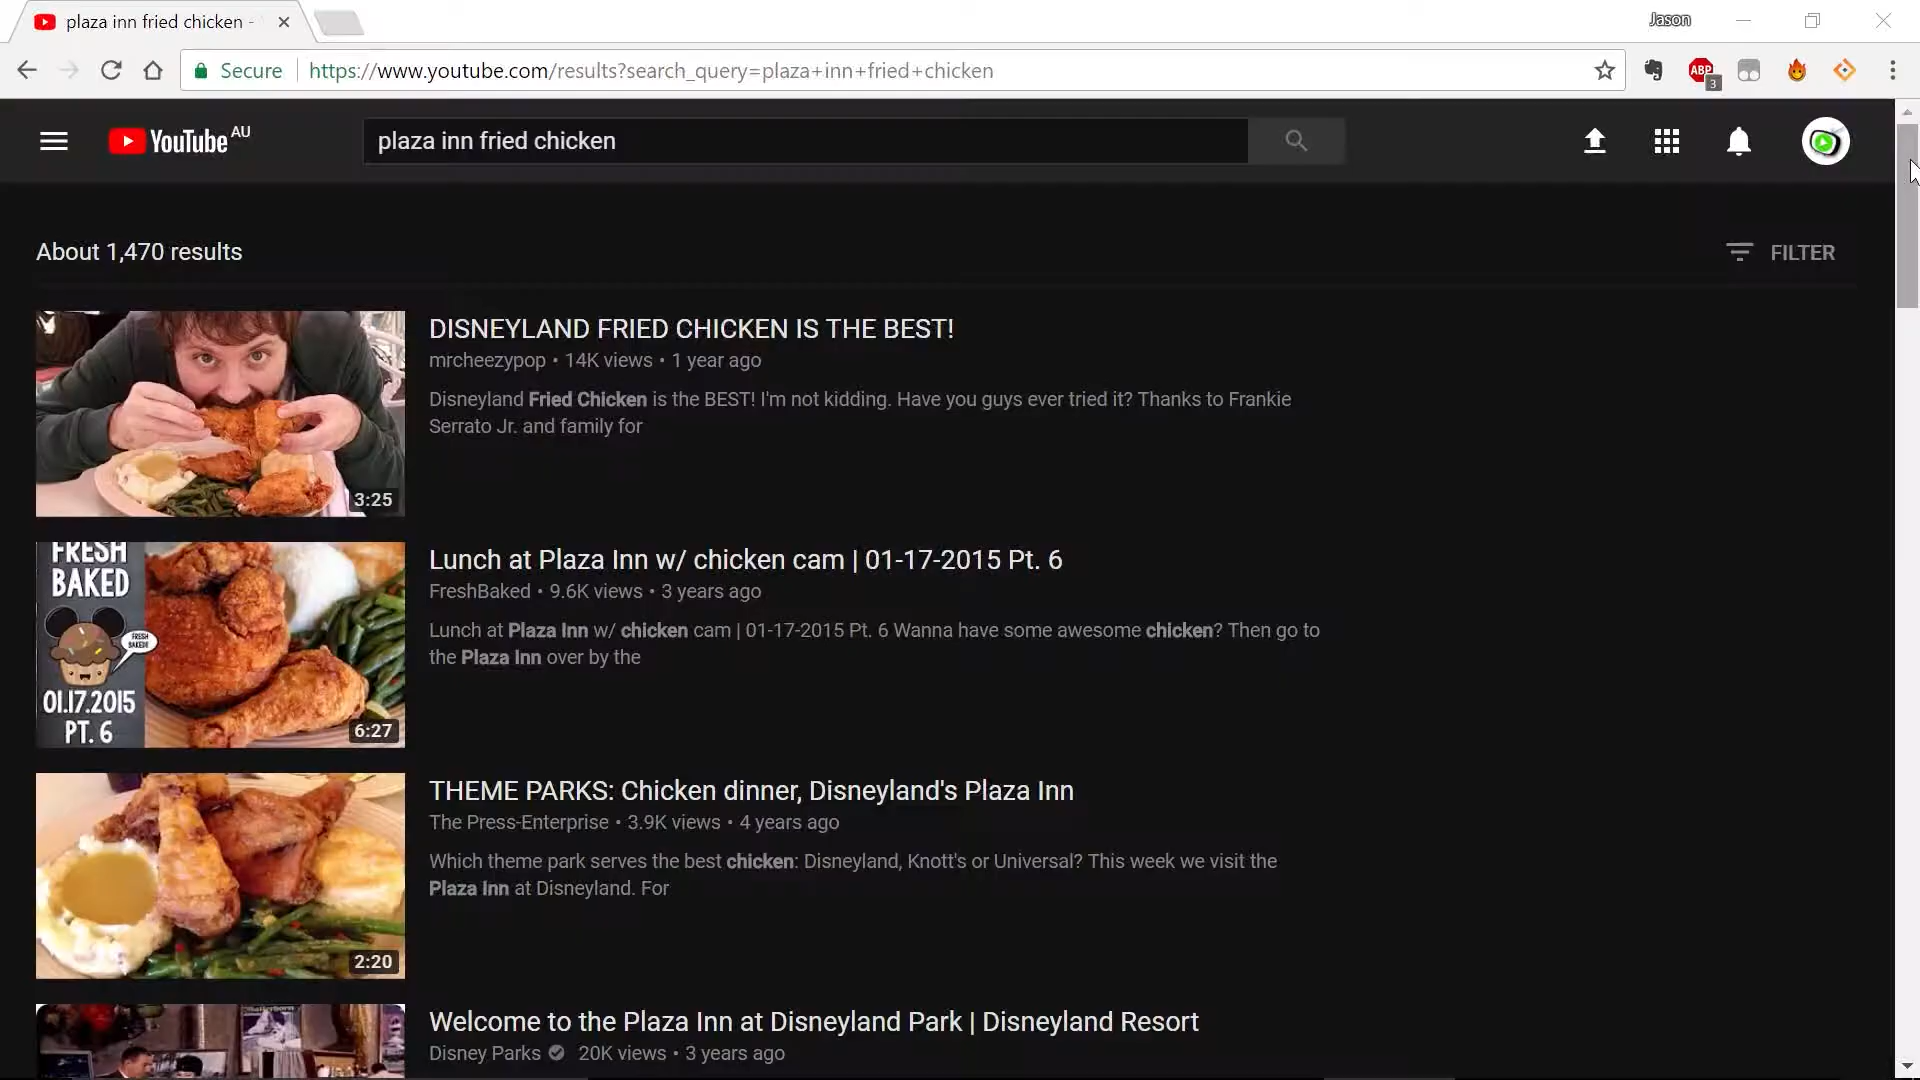 plaza inn fried chicken -
Jason
Secure
https://www.youtube.com/results?search_query=plaza+inn+fried+chicken
ABP
3
YouTube AU
plaza inn fried chicken
About 1,470 results
FILTER
3:25
DISNEYLAND FRIED CHICKEN IS THE BEST!
mrcheezypop • 14K views • 1 year ago
Disneyland Fried Chicken is the BEST! I'm not kidding. Have you guys ever tried it? Thanks to Frankie
Serrato Jr. and family for
FRESH
BAKED
FRESH
BAKED!
01.17.2015
PT. 6
6:27
Lunch at Plaza Inn w/ chicken cam | 01-17-2015 Pt. 6
FreshBaked • 9.6K views • 3 years ago
Lunch at Plaza Inn w/ chicken cam | 01-17-2015 Pt. 6 Wanna have some awesome chicken? Then go to
the Plaza Inn over by the
2:20
THEME PARKS: Chicken dinner, Disneyland's Plaza Inn
The Press-Enterprise • 3.9K views • 4 years ago
Which theme park serves the best chicken: Disneyland, Knott's or Universal? This week we visit the
Plaza Inn at Disneyland. For
Welcome to the Plaza Inn at Disneyland Park | Disneyland Resort
Disney Parks 20K views • 3 years ago